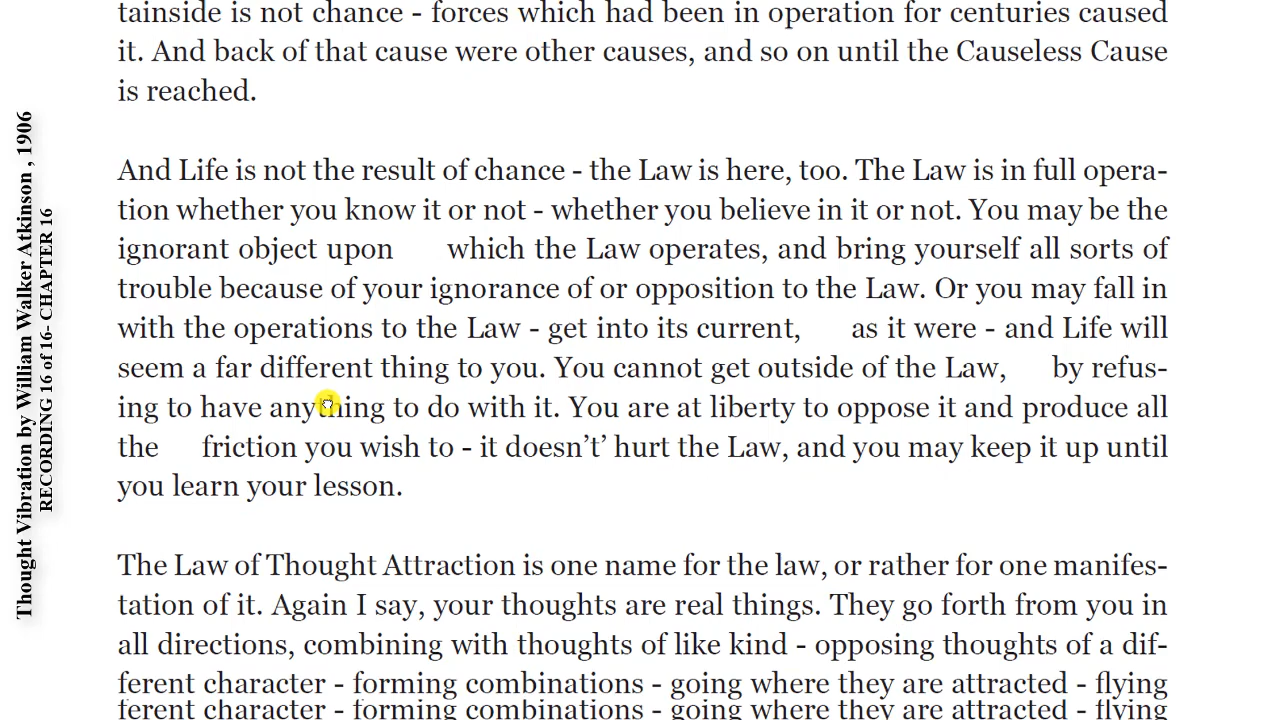 tainside is not chance - forces which had been in operation for centuries caused
it. And back of that cause were other causes, and so on until the Causeless Cause
is reached.
And Life is not the result of chance - the Law is here, too. The Law is in full opera-
tion whether you know it or not - whether you believe in it or not. You may be the
ignorant object upon which the Law operates, and bring yourself all sorts of
trouble because of your ignorance of or opposition to the Law. Or you may fall in
with the operations to the Law - get into its current, as it were - and Life will
seem a far different thing to you. You cannot get outside of the Law, by refus-
ing to have anything to do with it. You are at liberty to oppose it and produce all
the friction you wish to - it doesn't' hurt the Law, and you may keep it up until
you learn your lesson.
The Law of Thought Attraction is one name for the law, or rather for one manifes-
tation of it. Again I say, your thoughts are real things. They go forth from you in
all directions, combining with thoughts of like kind - opposing thoughts of a dif-
ferent character - forming combinations - going where they are attracted - flying
ferent character - forming combinations - going where they are attracted - flying
Thought Vibration by William Walker Atkinson , 1906
RECORDING 16 of 16- CHAPTER 16